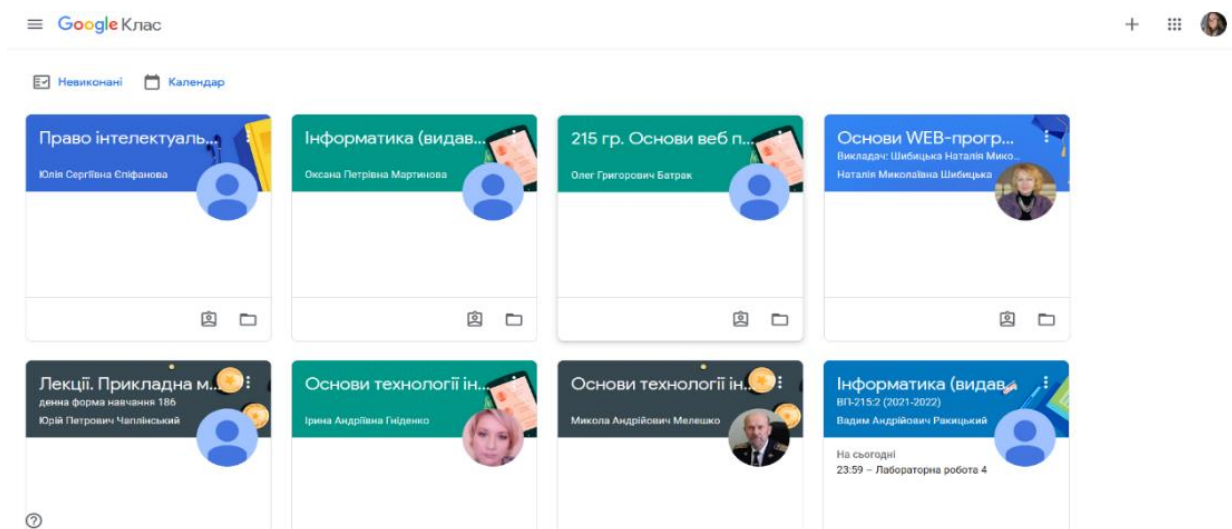 Google Клас
Невиконані Календар
Право інтелектуаль...
Юлія Сергіївна Єпіфанова
Інформатика (видав...
Оксана Петрівна Мартинова
215 гр. Основи веб п...
Олег Григорович Батрак
Основи WEB-прогр...
Викладач: Шибицька Наталія Мико...
Наталія Миколаївна Шибицька
Лекції. Прикладна м...
денна форма навчання 186
Юрій Петрович Чаплінський
Основи технології ін...
Ірина Андріївна Гніденко
Основи технології ін...
Микола Андрійович Мелешко
Інформатика (видав...
ВП-215:2 (2021-2022)
Вадим Андрійович Ракицький
На сьогодні
23:59 – Лабораторна робота 4